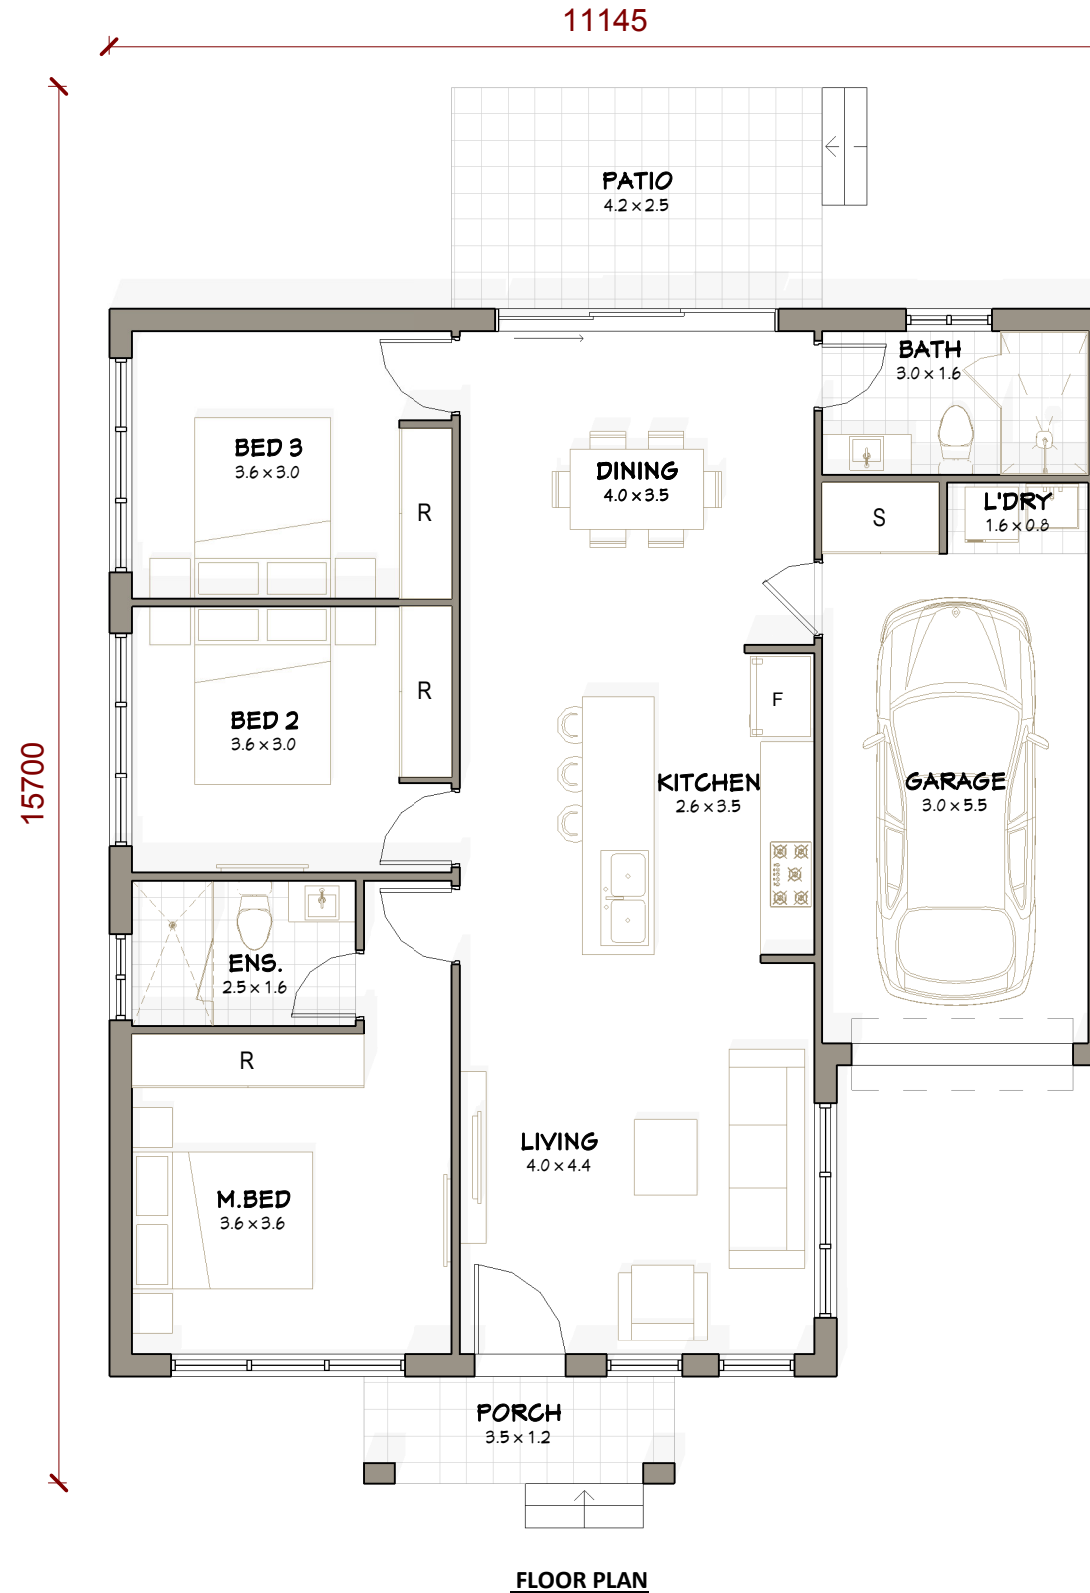 11145
15700
PATIO
4.2 x 2.5
BATH
3.0 x 1.6
BED 3
3.6 x 3.0
R
DINING
4.0 x 3.5
S
L'DRY
1.6 x 0.8
BED 2
3.6 x 3.0
R
F
KITCHEN
2.6 x 3.5
GARAGE
3.0 x 5.5
ENS.
2.5 x 1.6
R
LIVING
4.0 x 4.4
M.BED
3.6 x 3.6
PORCH
3.5 x 1.2
FLOOR PLAN